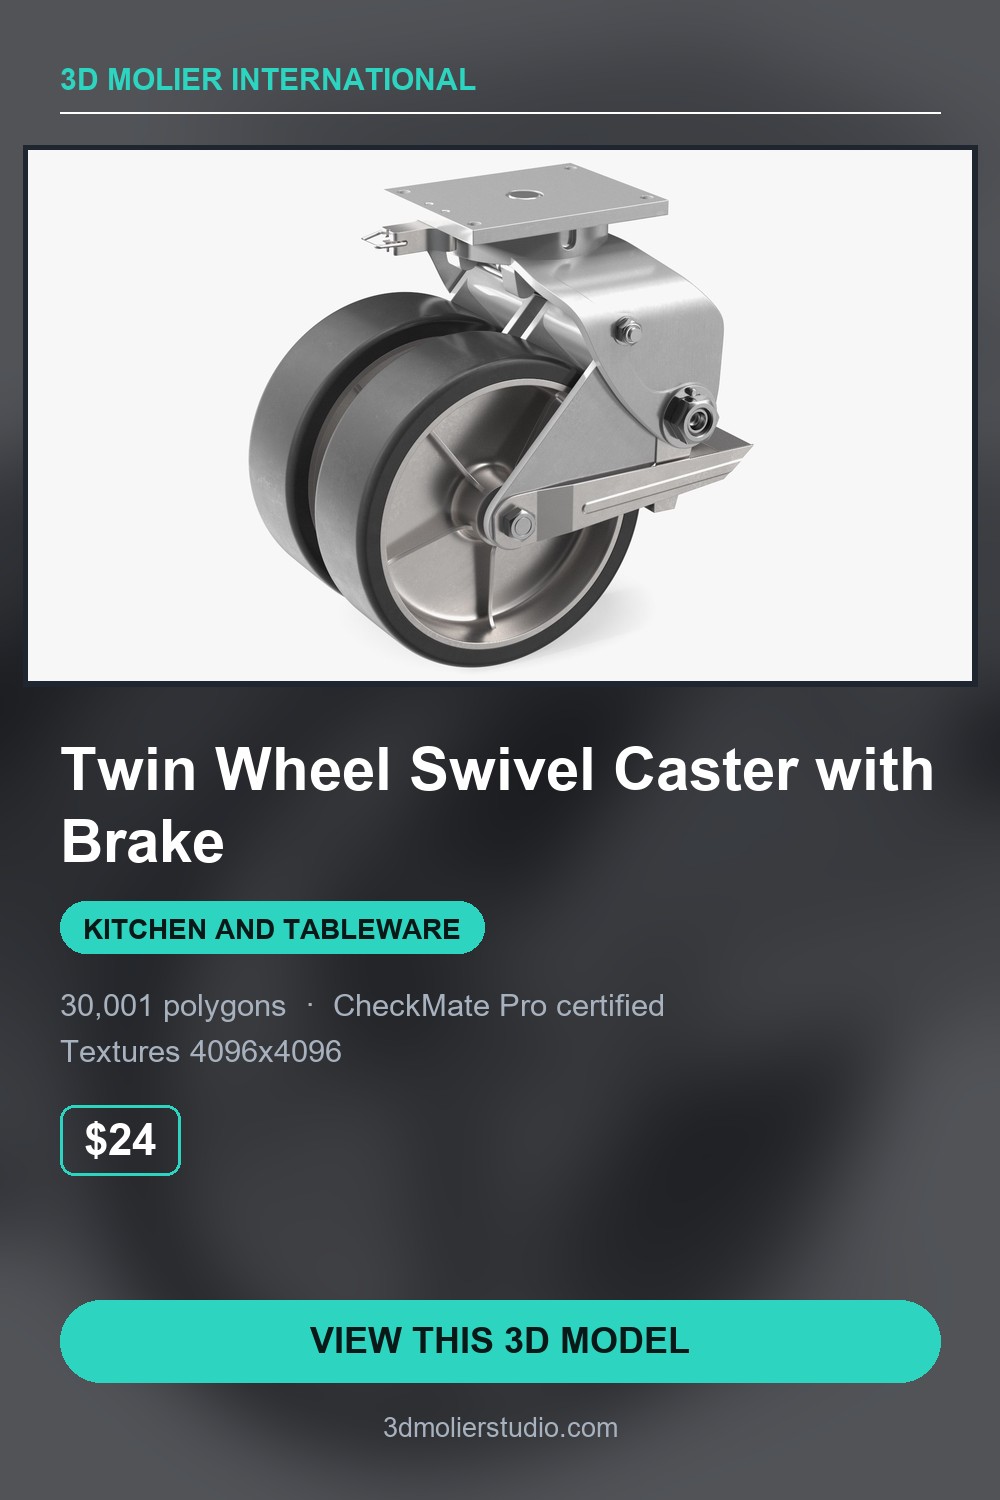 3D MOLIER INTERNATIONAL
Twin Wheel Swivel Caster with
Brake
KITCHEN AND TABLEWARE
30,001 polygons · CheckMate Pro certified
Textures 4096x4096
$24
VIEW THIS 3D MODEL
3dmolierstudio.com